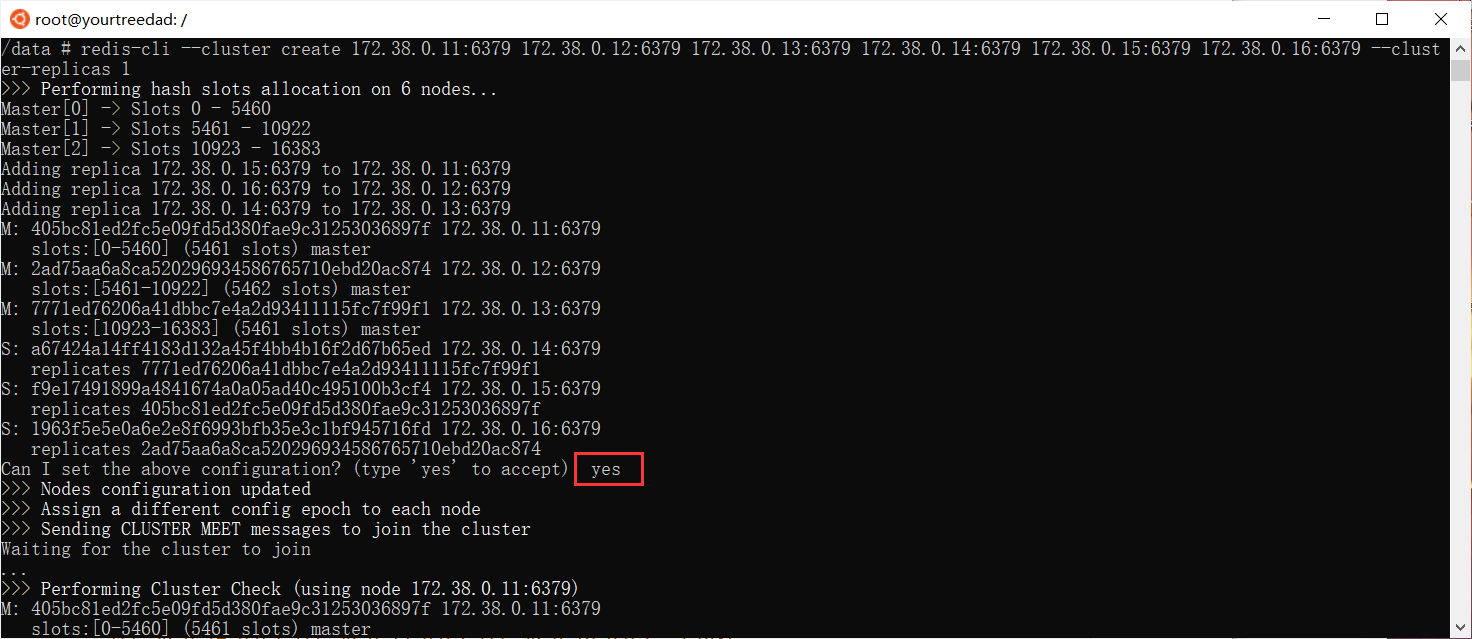 root@yourtreedad: /
/data # redis-cli --cluster create 172.38.0.11:6379 172.38.0.12:6379 172.38.0.13:6379 172.38.0.14:6379 172.38.0.15:6379 172.38.0.16:6379 --clust
er-replicas 1
>>> Performing hash slots allocation on 6 nodes...
Master[0] -> Slots 0 - 5460
Master[1] -> Slots 5461 - 10922
Master[2] -> Slots 10923 - 16383
Adding replica 172.38.0.15:6379 to 172.38.0.11:6379
Adding replica 172.38.0.16:6379 to 172.38.0.12:6379
Adding replica 172.38.0.14:6379 to 172.38.0.13:6379
M: 405bc81ed2fc5e09fd5d380fae9c31253036897f 172.38.0.11:6379
   slots:[0-5460] (5461 slots) master
M: 2ad75aa6a8ca520296934586765710ebd20ac874 172.38.0.12:6379
   slots:[5461-10922] (5462 slots) master
M: 7771ed76206a41dbbc7e4a2d93411115fc7f99f1 172.38.0.13:6379
   slots:[10923-16383] (5461 slots) master
S: a67424a14ff4183d132a45f4bb4b16f2d67b65ed 172.38.0.14:6379
   replicates 7771ed76206a41dbbc7e4a2d93411115fc7f99f1
S: f9e17491899a4841674a0a05ad40c495100b3cf4 172.38.0.15:6379
   replicates 405bc81ed2fc5e09fd5d380fae9c31253036897f
S: 1963f5e5e0a6e2e8f6993bfb35e3c1bf945716fd 172.38.0.16:6379
   replicates 2ad75aa6a8ca520296934586765710ebd20ac874
Can I set the above configuration? (type 'yes' to accept)  yes
>>> Nodes configuration updated
>>> Assign a different config epoch to each node
>>> Sending CLUSTER MEET messages to join the cluster
Waiting for the cluster to join
...
>>> Performing Cluster Check (using node 172.38.0.11:6379)
M: 405bc81ed2fc5e09fd5d380fae9c31253036897f 172.38.0.11:6379
   slots:[0-5460] (5461 slots) master